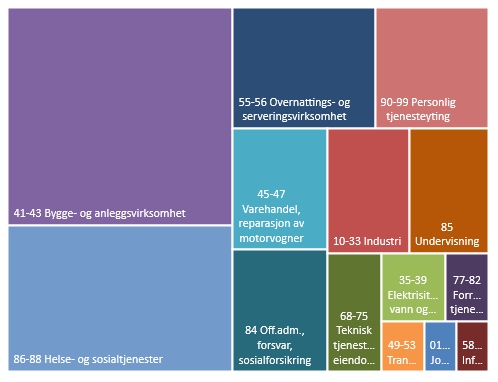 41-43 Bygge- og anleggsvirksomhet
86-88 Helse- og sosialtjenester
55-56 Overnattings- og
serveringsvirksomhet
90-99 Personlig
tjenesteyting
45-47
Varehandel,
reparasjon av
motorvogner
10-33 Industri
85
Undervisning
84 Off.adm.,
forsvar,
sosialforsikring
68-75
Teknisk
tjenest...
eiendo...
35-39
Elektrisit...
vann og...
77-82
Forr...
tjene...
49-53
Tran...
01...
Jo...
58...
Inf...